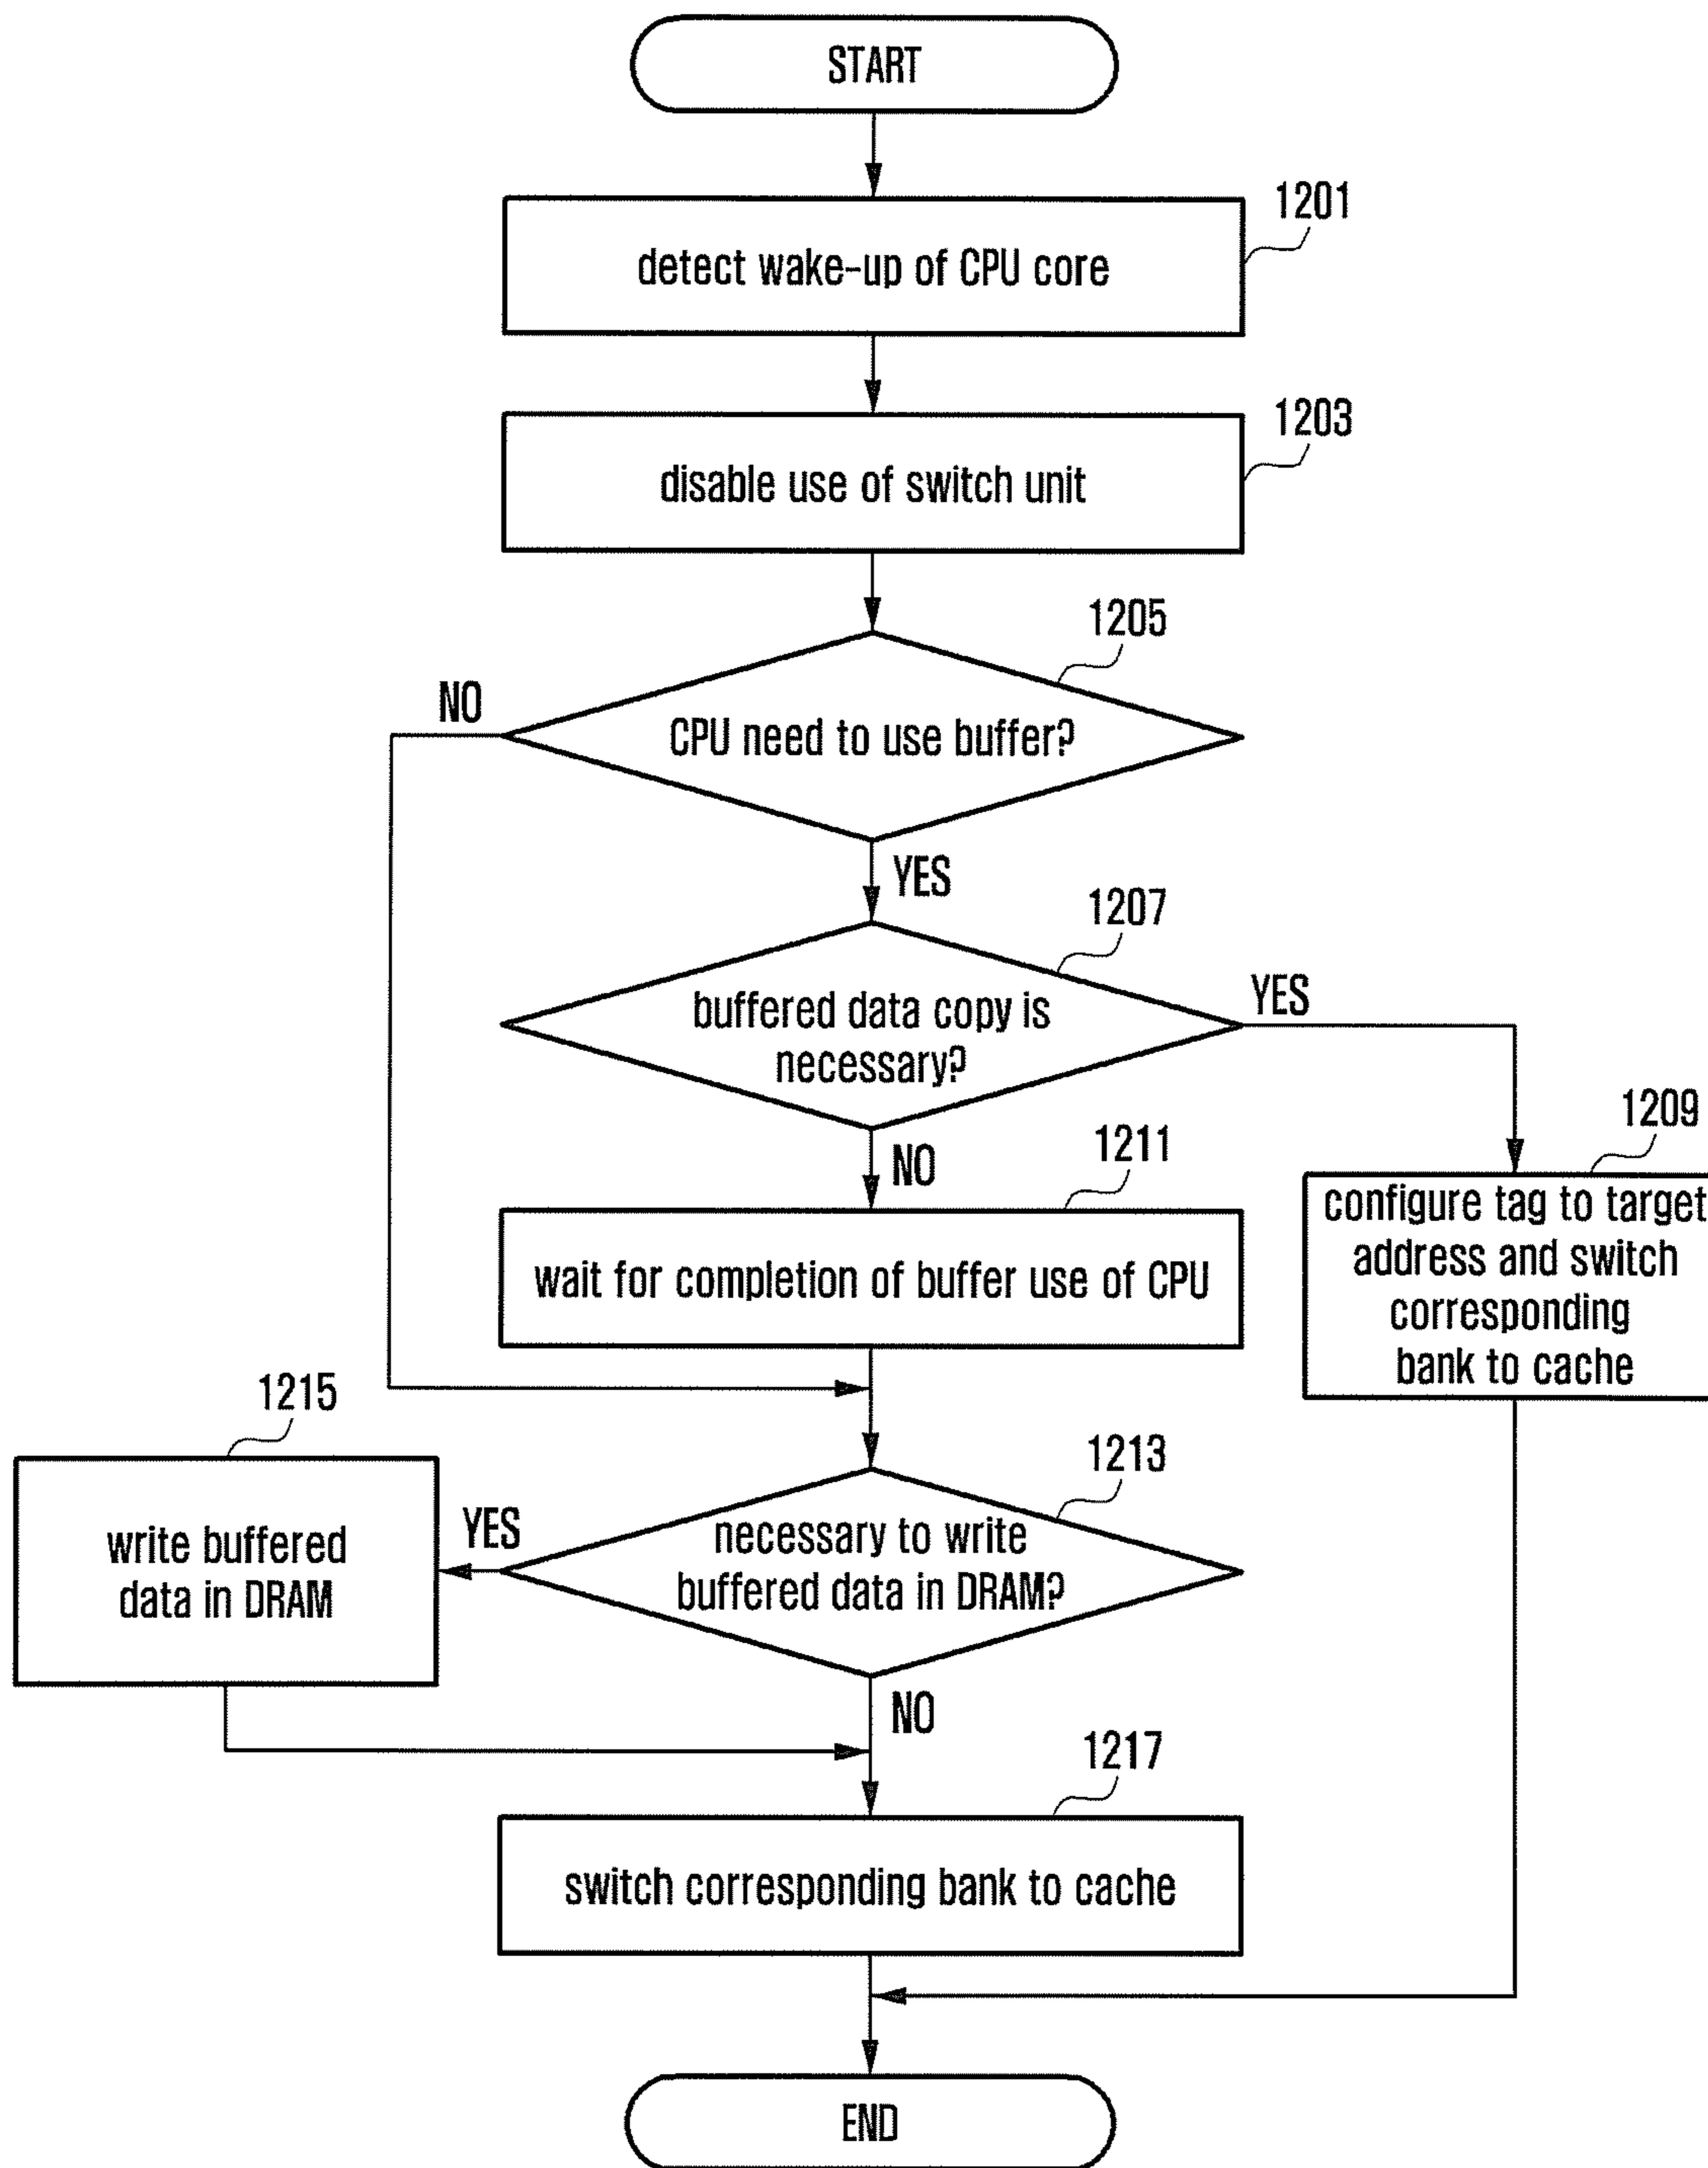 START
1201
detect wake-up of CPU core
1203
disable use of switch unit
1205
NO
CPU need to use buffer?
YES
1207
buffered data copy is
necessary?
YES
1209
configure tag to target
address and switch
corresponding
bank to cache
NO
1211
wait for completion of buffer use of CPU
1213
necessary to write
buffered data in DRAM?
YES
1215
write buffered
data in DRAM
NO
1217
switch corresponding bank to cache
END